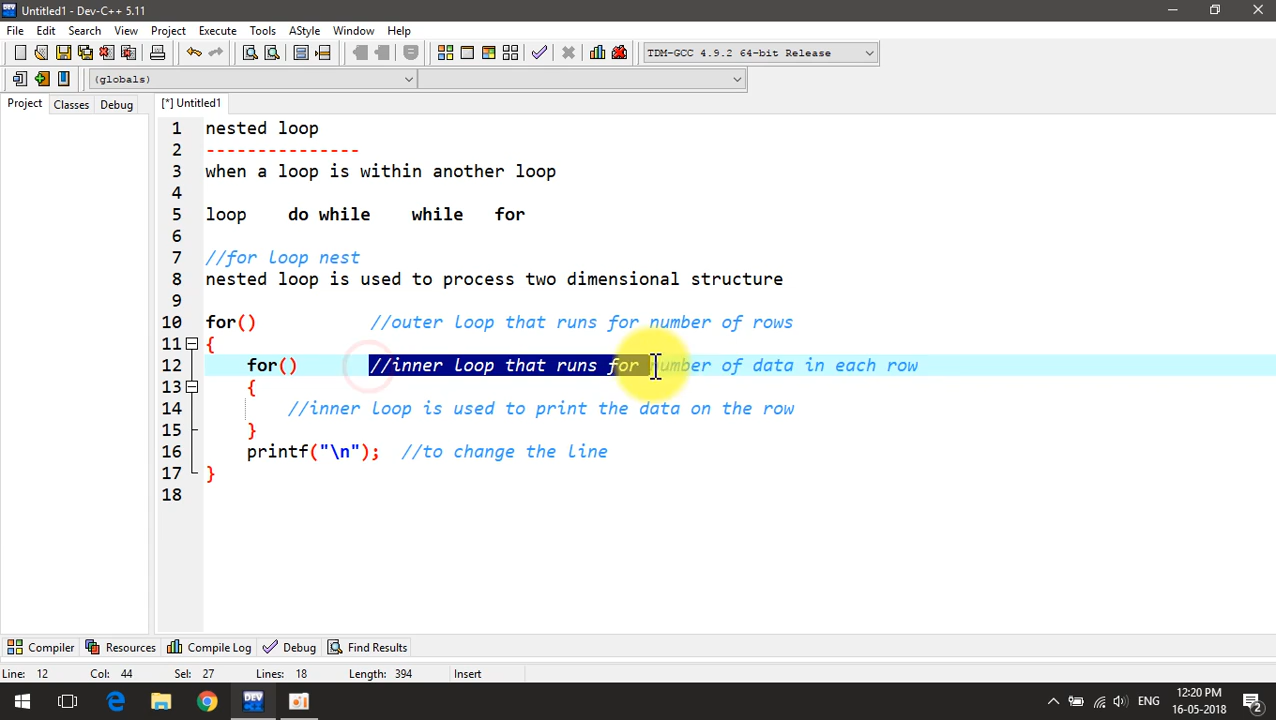 Untitled1 - Dev-C++ 5.11
File Edit Search View Project Execute Tools AStyle Window Help
TDM-GCC 4.9.2 64-bit Release
(globals)
Project Classes Debug [*] Untitled1
1 nested loop
2 ---------------
3 when a loop is within another loop
4
5 loop do while while for
6
7 //for loop nest
8 nested loop is used to process two dimensional structure
9
10 for() //outer loop that runs for number of rows
11 {
12 for() //inner loop that runs for number of data in each row
13 {
14 //inner loop is used to print the data on the row
15 }
16 printf("\n"); //to change the line
17 }
18
Compiler Resources Compile Log Debug Find Results
Line: 12 Col: 44 Sel: 27 Lines: 18 Length: 394 Insert
DEV
ENG
12:20 PM
16-05-2018
2